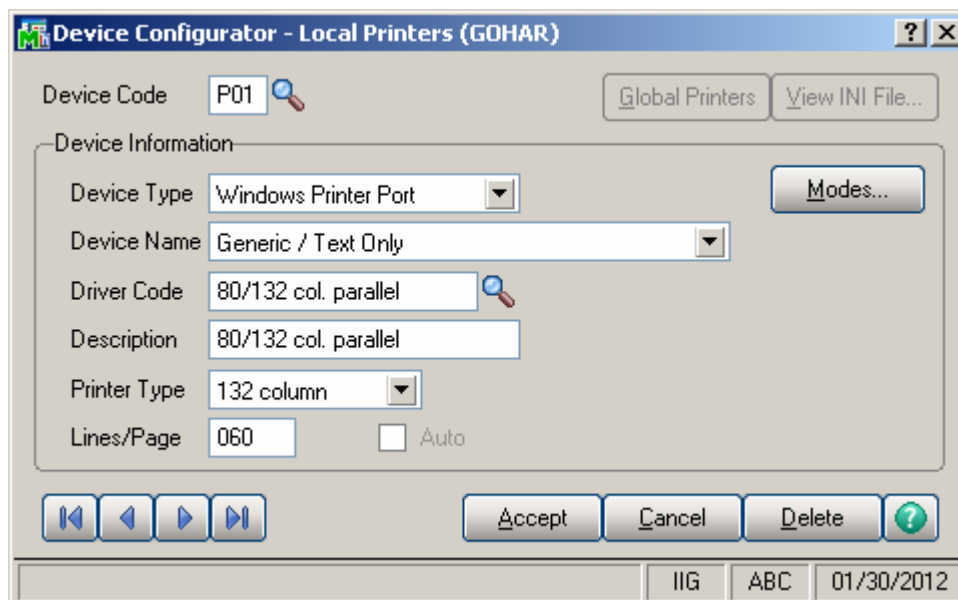 Device Configurator - Local Printers (GOHAR)
Device Code P01 Global Printers View INI File...
Device Information
Device Type Windows Printer Port Modes...
Device Name Generic / Text Only
Driver Code 80/132 col. parallel
Description 80/132 col. parallel
Printer Type 132 column
Lines/Page 060 Auto
Accept Cancel Delete ?
IIG ABC 01/30/2012